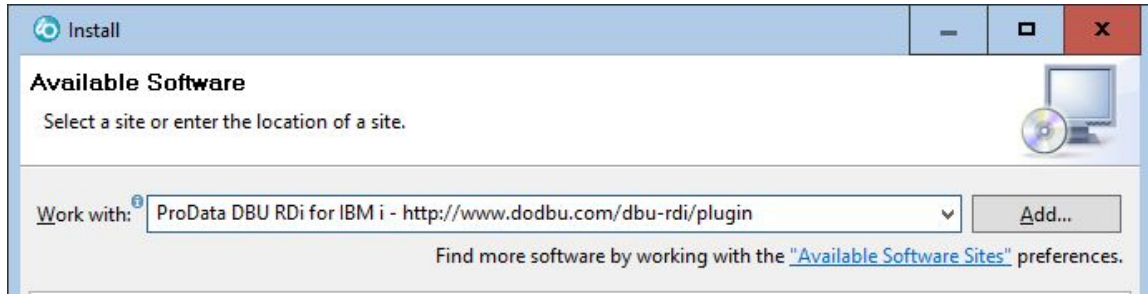 Install
Available Software
Select a site or enter the location of a site.
Work with: ProData DBU RDi for IBM i - http://www.dodbu.com/dbu-rdi/plugin Add...
Find more software by working with the "Available Software Sites" preferences.